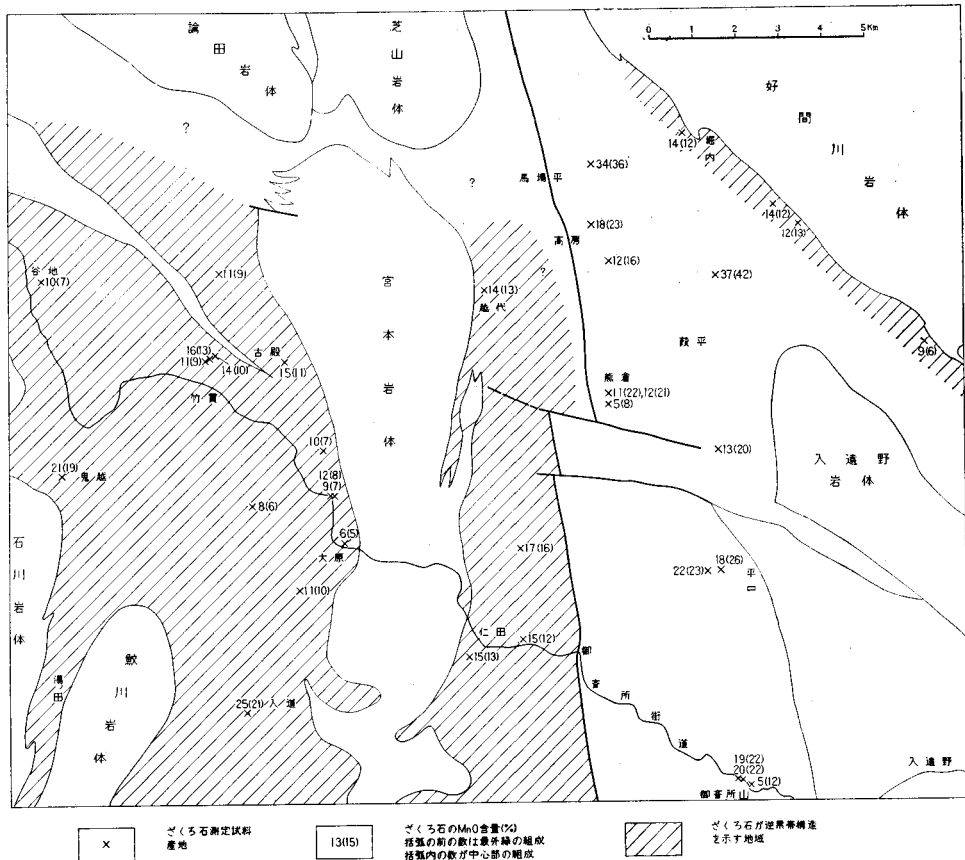 0 1 2 3 4 5 Km
諭田岩体
芝山岩体
好間川岩体
?
14(12)
堀内
34(36)
馬場平
?
14(12)
12(13)
18(23)
高房
谷地
10(7)
11(9)
宮本岩体
?
12(16)
37(42)
14(13)
越代
葭平
9(6)
古殿
16(13)
11(9)
14(10)
15(11)
竹貫
熊倉
11(22),12(21)
5(8)
10(7)
13(20)
入遠野岩体
21(19)
鬼越
12(8)
9(7)
8(6)
石川岩体
6(5)
大原
17(16)
18(26)
22(23)
11(10)
仁田
15(12)
15(13)
御斎所街道
鮫川岩体
湯田
25(21)
入道
19(22)
20(22)
5(12)
入遠野
御斎所山
×
ざくろ石測定試料
産地
13(15)
ざくろ石のMnO含量(%)
括弧の前の数は最外縁の組成
括弧内の数が中心部の組成
ざくろ石が逆累帯構造
を示す地域